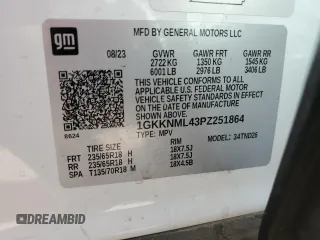 gm
MFD BY GENERAL MOTORS LLC
08/23 GVWR GAWR FRT GAWR RR
2722 KG 1350 KG 1545 KG
6001 LB 2976 LB 3406 LB
THIS VEHICLE CONFORMS TO ALL
APPLICABLE U.S. FEDERAL MOTOR VEHICLE
SAFETY STANDARDS IN EFFECT ON THE
DATE OF MANUFACTURE SHOWN ABOVE.
1GKKNML43PZ251864
8624 TYPE: MPV MODEL: 34TND26
TIRE SIZE RIM
FRT 235/65R18 H 18X7.5J
RR 235/65R18 H 18X7.5J
SPA T135/70R18 M 18X4.5B